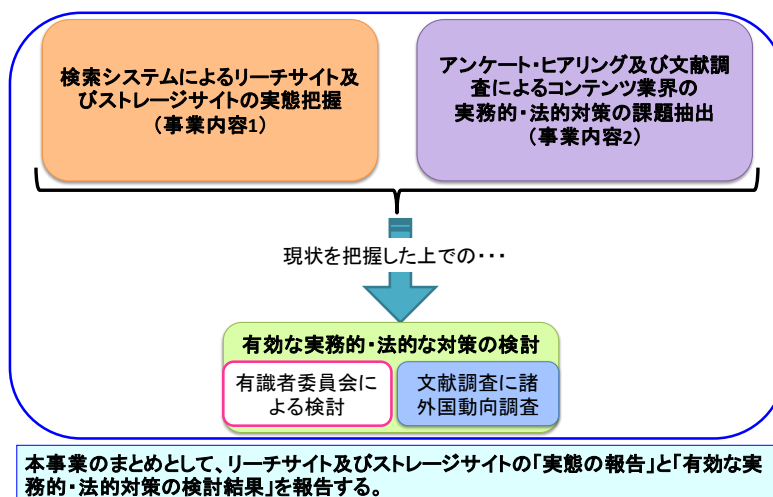 検索システムによるリーチサイト及
びストレージサイトの実態把握
(事業内容1)
アンケート・ヒアリング及び文献調
査によるコンテンツ業界の
実務的・法的対策の課題抽出
(事業内容2)
現状を把握した上での・・・
有効な実務的・法的な対策の検討
有識者委員会に
よる検討
文献調査に諸
外国動向調査
本事業のまとめとして、リーチサイト及びストレージサイトの「実態の報告」と「有効な実
務的・法的対策の検討結果」を報告する。